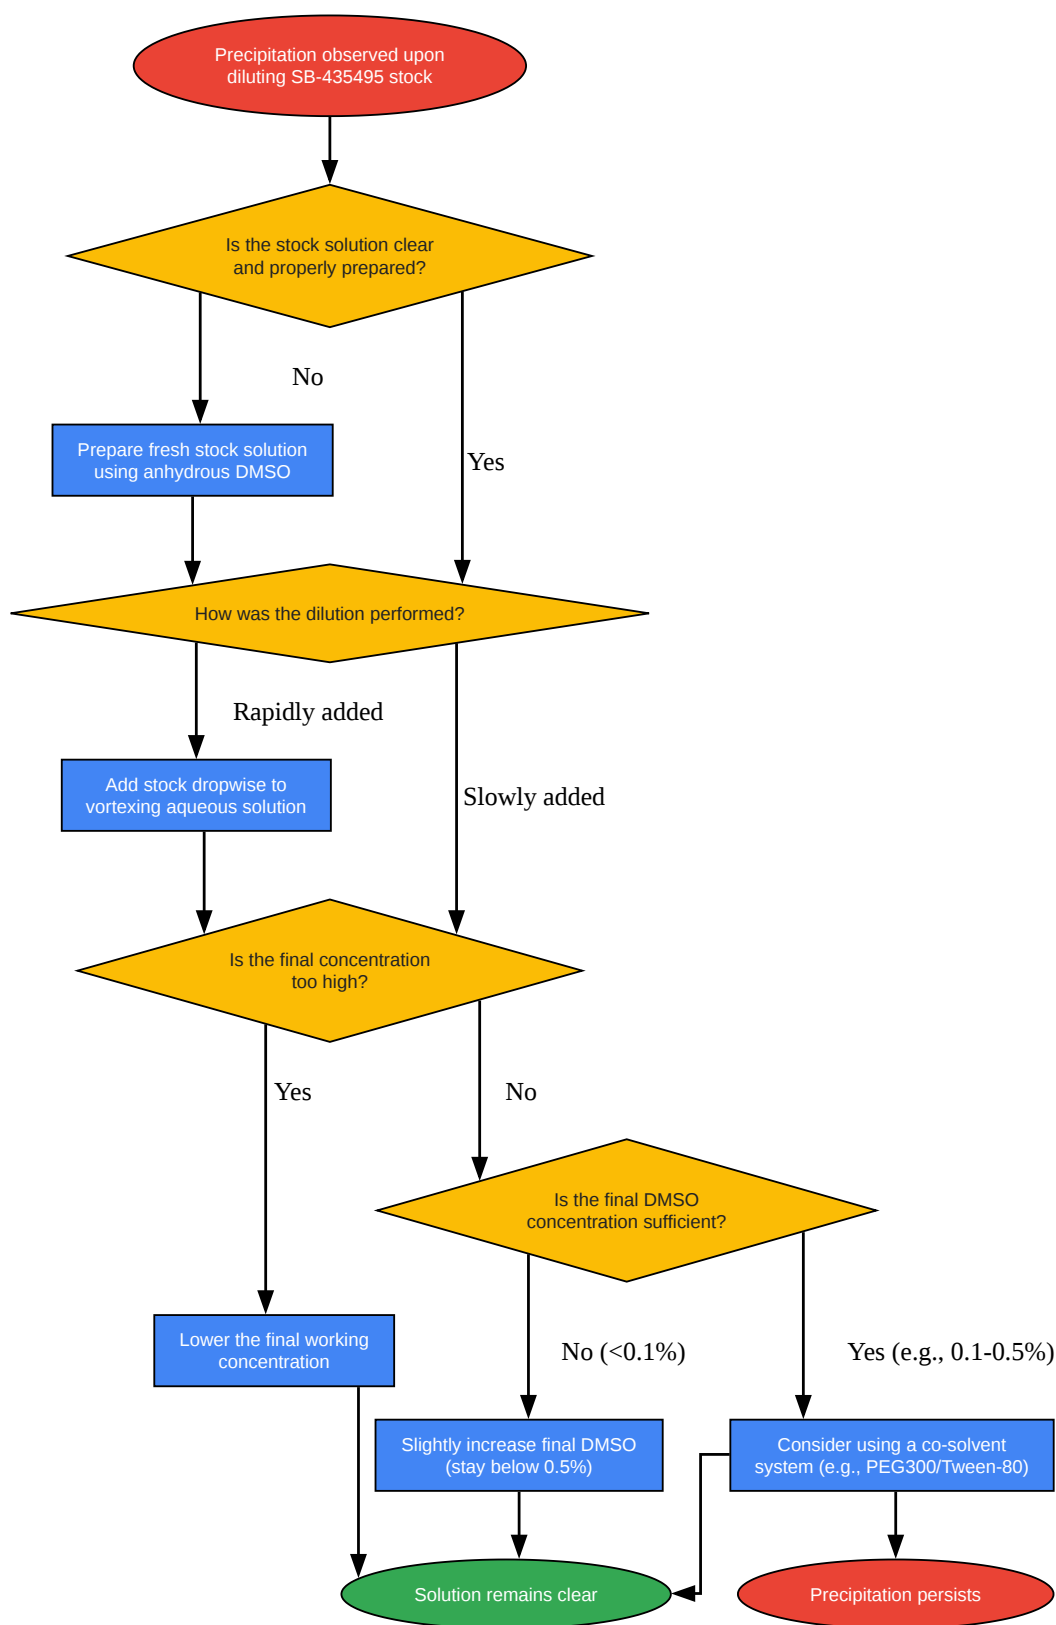 Precipitation observed upon
diluting SB-435495 stock
Is the stock solution clear
and properly prepared?
No
Yes
Prepare fresh stock solution
using anhydrous DMSO
How was the dilution performed?
Rapidly added
Slowly added
Add stock dropwise to
vortexing aqueous solution
Is the final concentration
too high?
Yes
No
Is the final DMSO
concentration sufficient?
Lower the final working
concentration
No (<0.1%)
Yes (e.g., 0.1-0.5%)
Slightly increase final DMSO
(stay below 0.5%)
Consider using a co-solvent
system (e.g., PEG300/Tween-80)
Solution remains clear
Precipitation persists